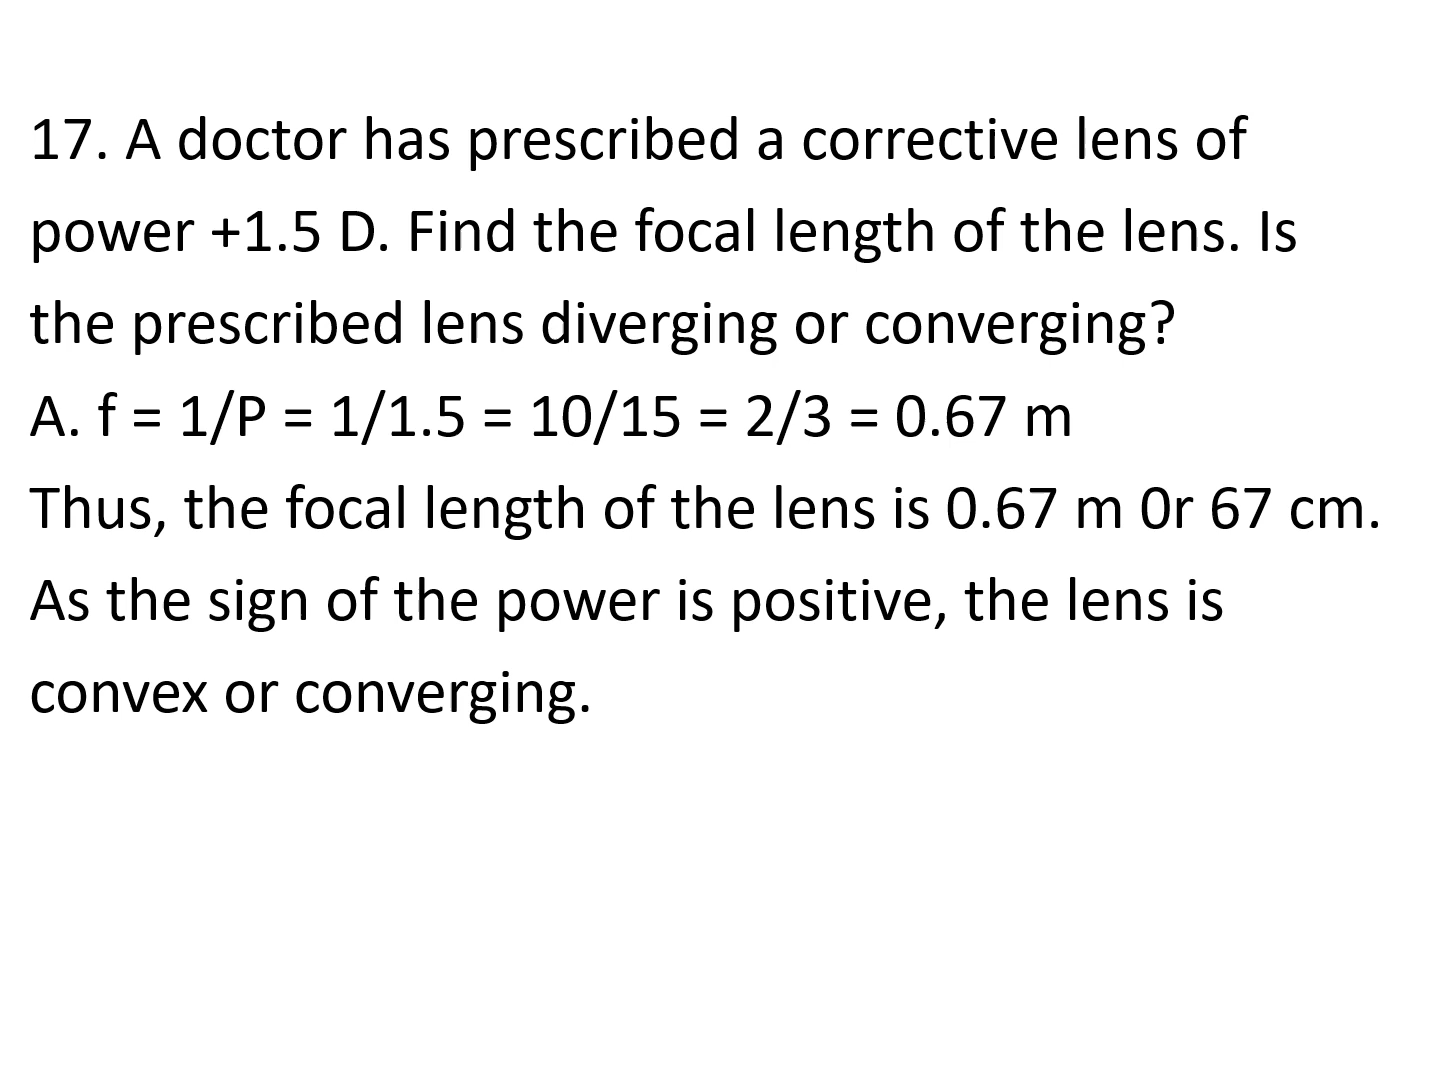 17. A doctor has prescribed a corrective lens of
power +1.5 D. Find the focal length of the lens. Is
the prescribed lens diverging or converging?
A. f = 1/P = 1/1.5 = 10/15 = 2/3 = 0.67 m
Thus, the focal length of the lens is 0.67 m 0r 67 cm.
As the sign of the power is positive, the lens is
convex or converging.